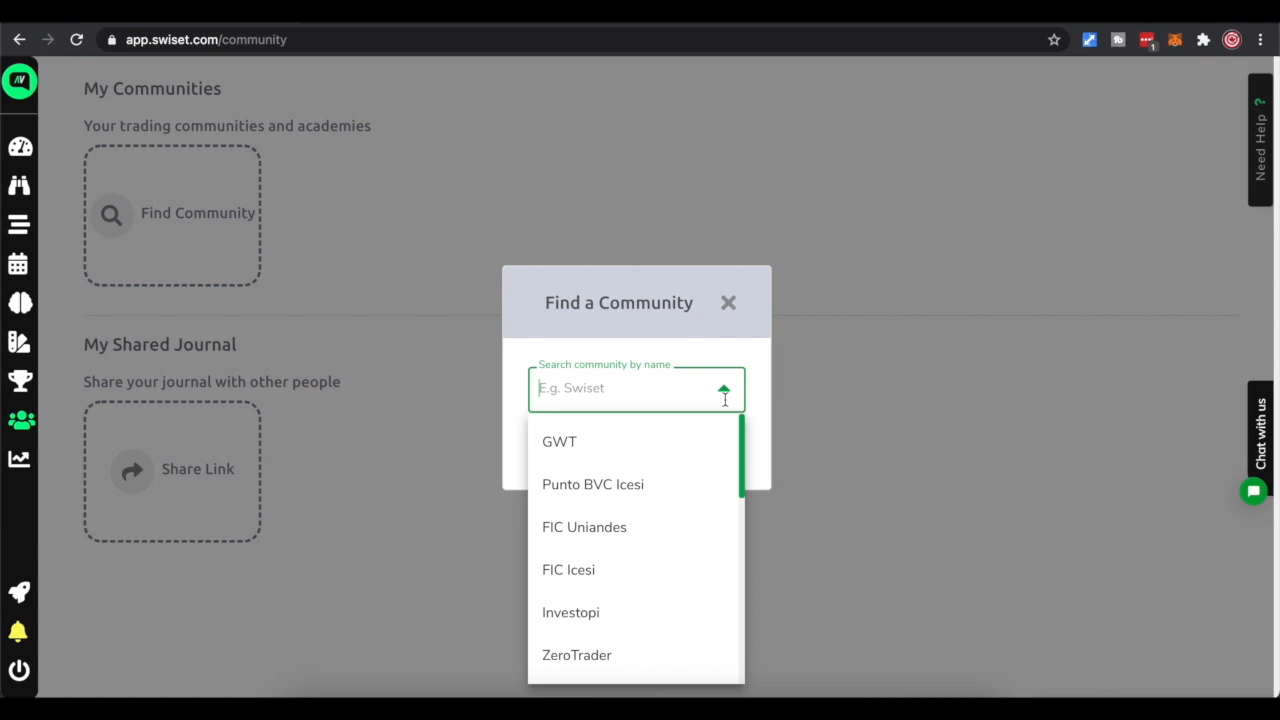 app.swiset.com/community
1
My Communities
Your trading communities and academies
Find Community
My Shared Journal
Share your journal with other people
Share Link
Find a Community
Search community by name
E.g. Swiset
GWT
Punto BVC Icesi
FIC Uniandes
FIC Icesi
Investopi
ZeroTrader
Need Help ?
Chat with us